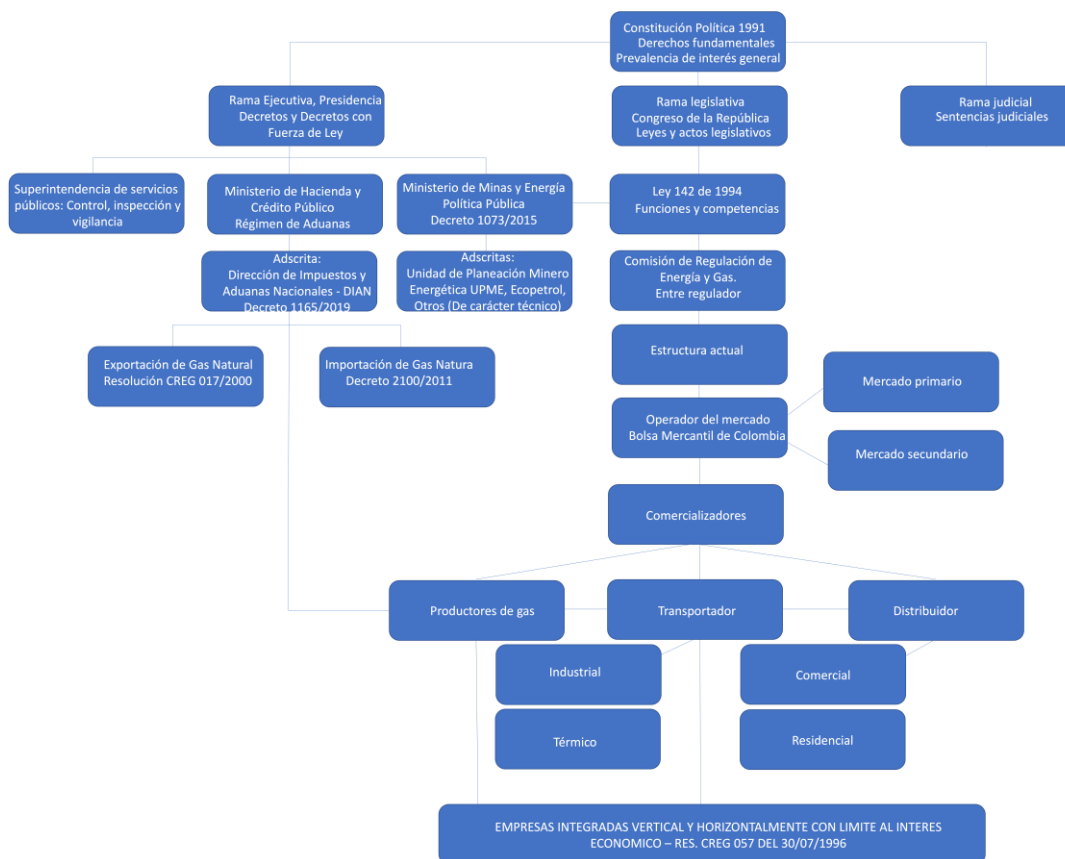 Constitución Política 1991
Derechos fundamentales
Prevalencia de interés general
Rama Ejecutiva, Presidencia
Decretos y Decretos con
Fuerza de Ley
Rama legislativa
Congreso de la República
Leyes y actos legislativos
Rama judicial
Sentencias judiciales
Superintendencia de servicios
públicos: Control, inspección y
vigilancia
Ministerio de Hacienda y
Crédito Público
Régimen de Aduanas
Ministerio de Minas y Energía
Política Pública
Decreto 1073/2015
Ley 142 de 1994
Funciones y competencias
Adscrita:
Dirección de Impuestos y
Aduanas Nacionales - DIAN
Decreto 1165/2019
Adscritas:
Unidad de Planeación Minero
Energética UPME, Ecopetrol,
Otros (De carácter técnico)
Comisión de Regulación de
Energía y Gas.
Entre regulador
Exportación de Gas Natural
Resolución CREG 017/2000
Importación de Gas Natura
Decreto 2100/2011
Estructura actual
Mercado primario
Operador del mercado
Bolsa Mercantil de Colombia
Mercado secundario
Comercializadores
Productores de gas
Transportador
Distribuidor
Industrial
Comercial
Térmico
Residencial
EMPRESAS INTEGRADAS VERTICAL Y HORIZONTALMENTE CON LIMITE AL INTERES
ECONOMICO – RES. CREG 057 DEL 30/07/1996